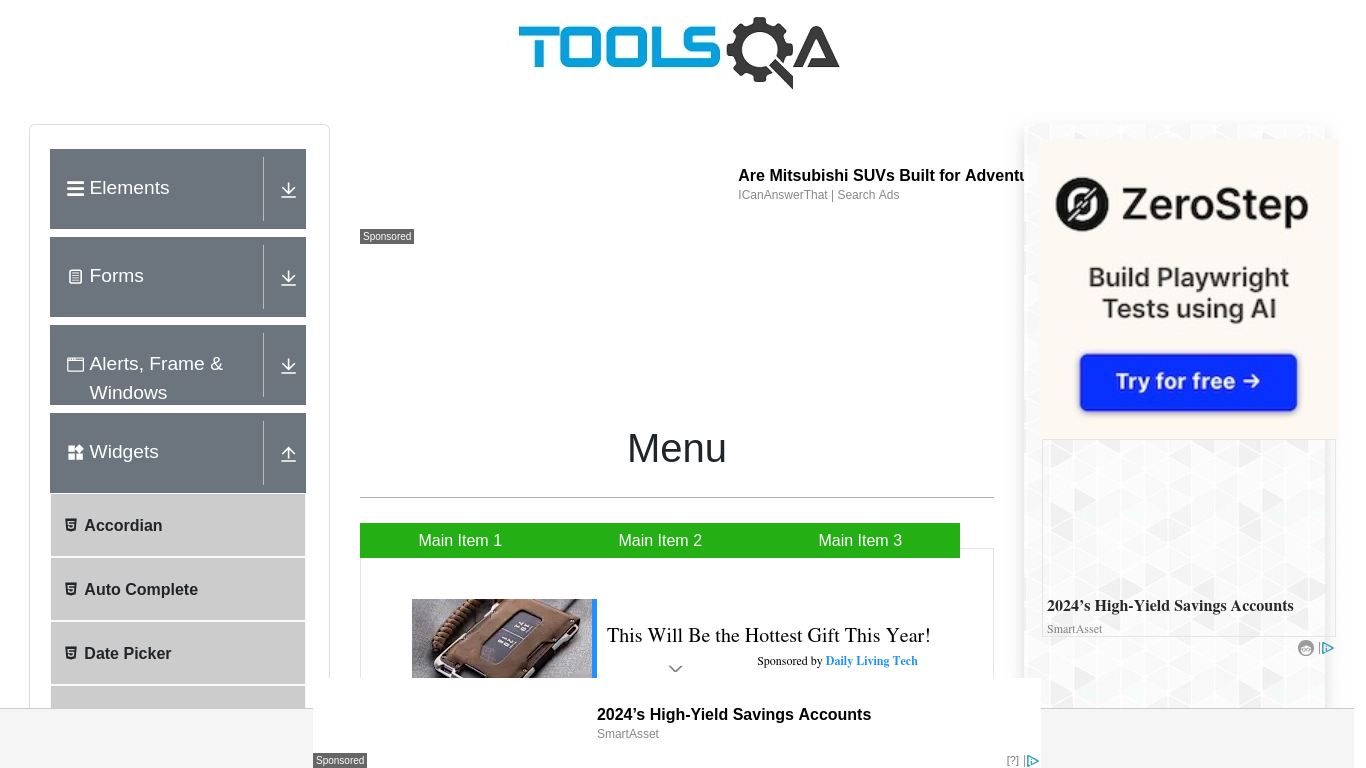 TOOLSQA
Elements
Forms
Alerts, Frame &
Windows
Widgets
Accordian
Auto Complete
Date Picker
Are Mitsubishi SUVs Built for Adventu
ICanAnswerThat | Search Ads
Sponsored
Menu
Main Item 1
Main Item 2
Main Item 3
This Will Be the Hottest Gift This Year!
Sponsored by Daily Living Tech
ZeroStep
Build Playwright
Tests using AI
Try for free →
2024’s High-Yield Savings Accounts
SmartAsset
2024’s High-Yield Savings Accounts
SmartAsset
Sponsored
[?]